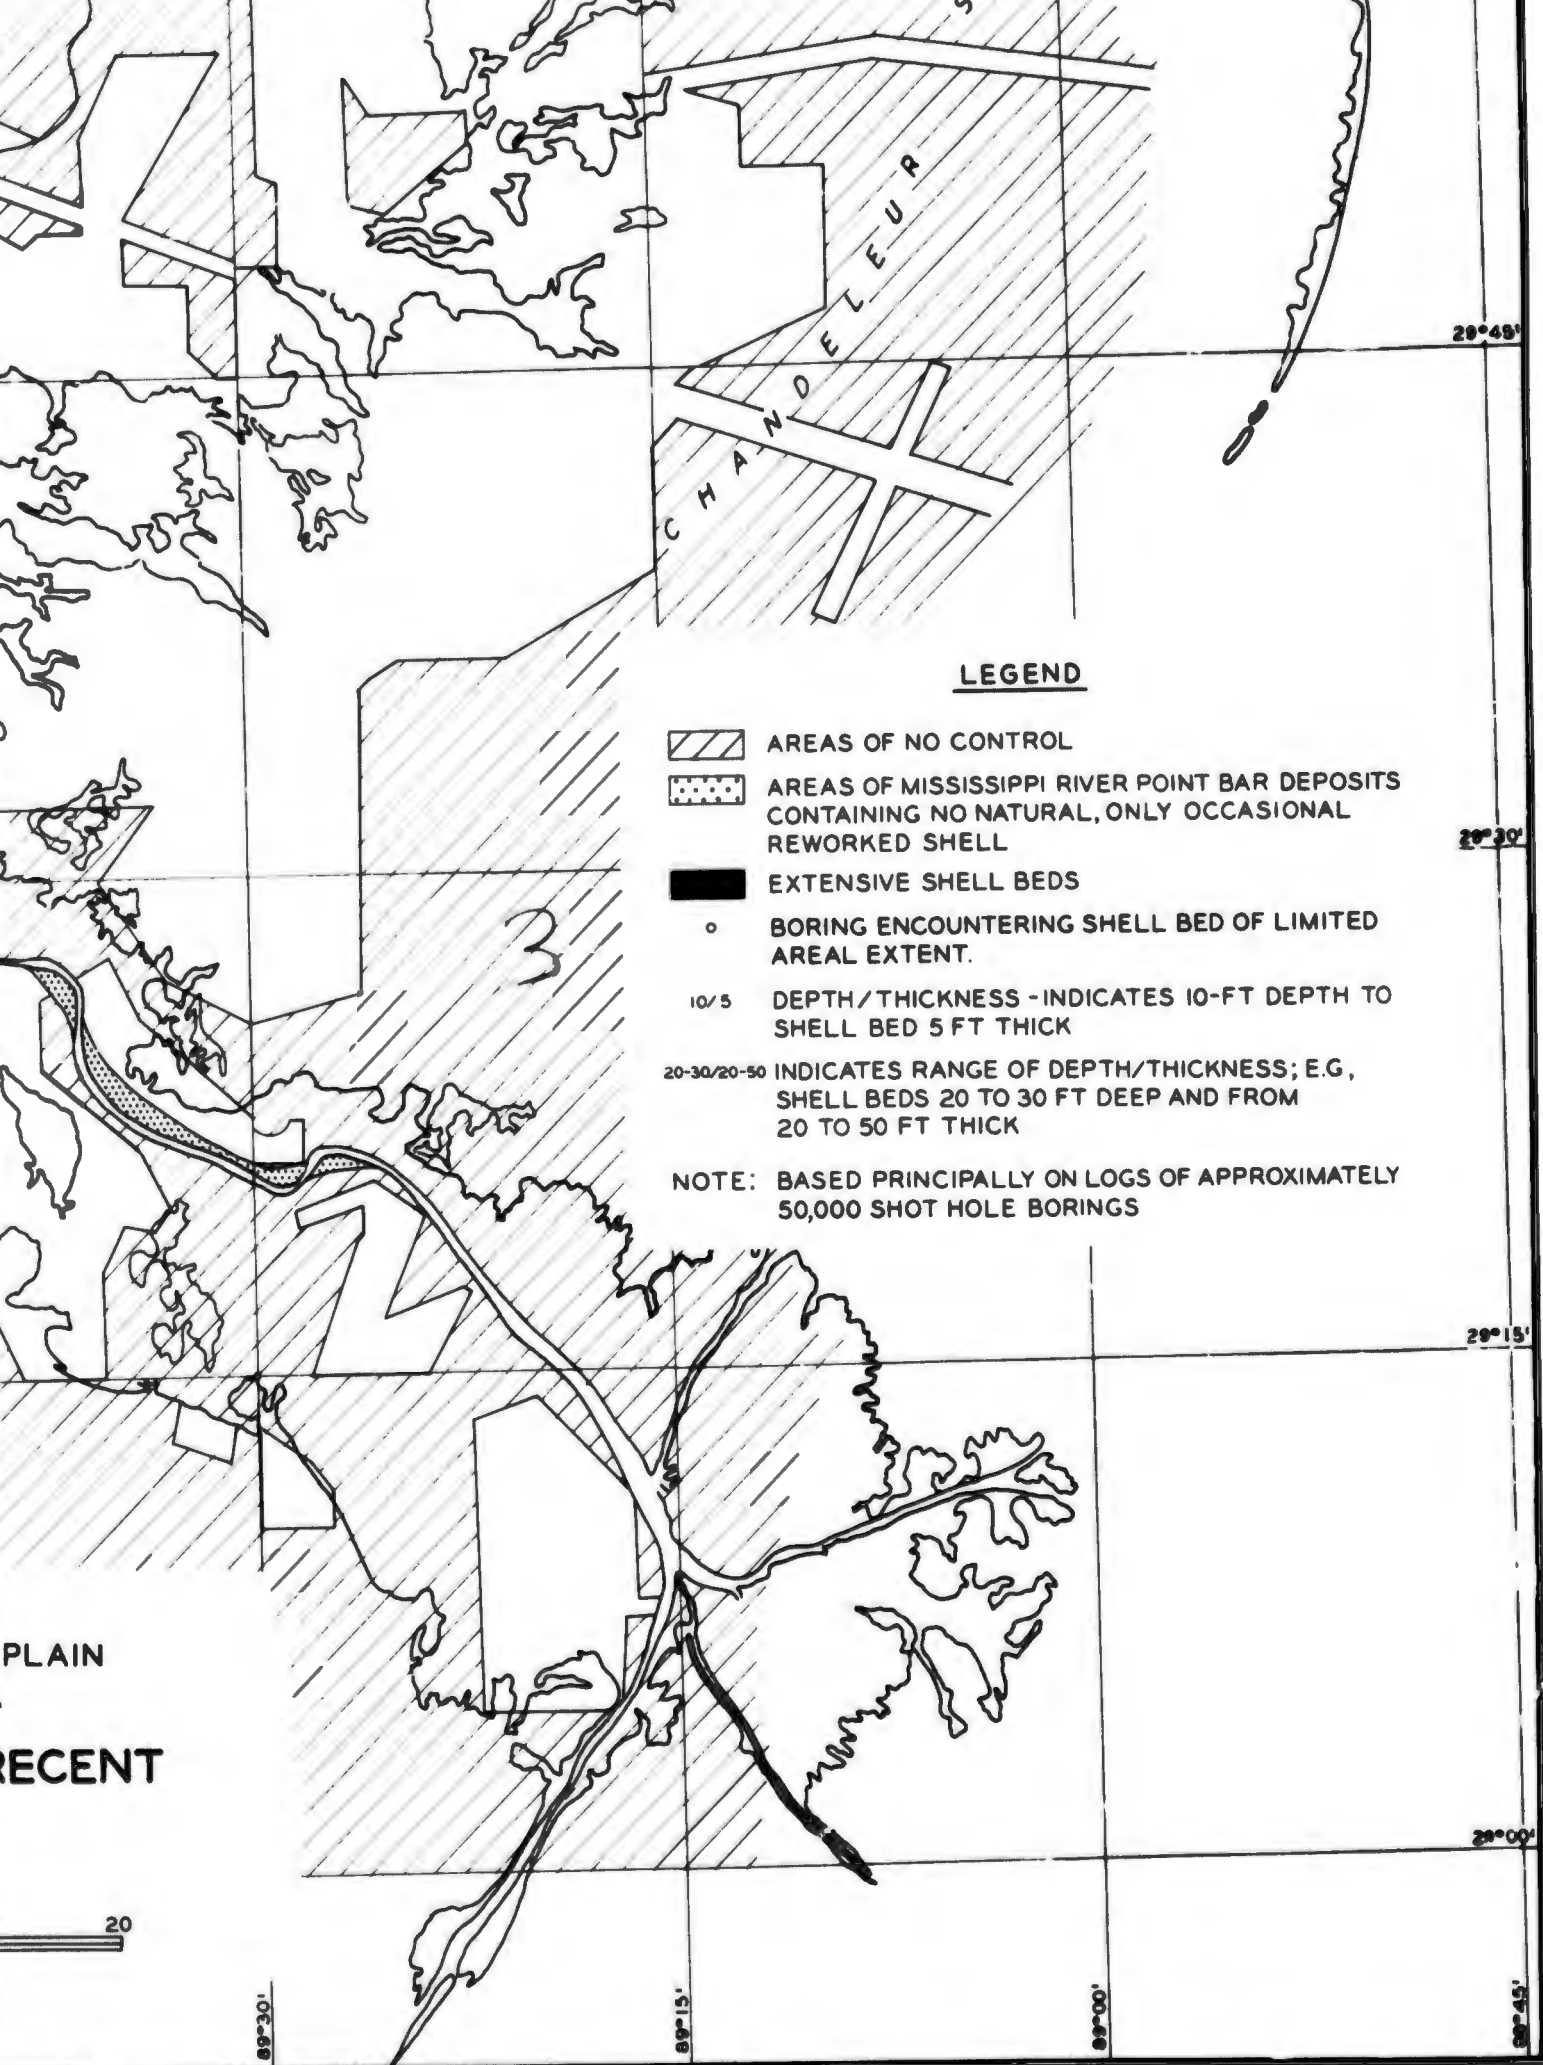 S
CHANDELEUR
29°45'
LEGEND
AREAS OF NO CONTROL
AREAS OF MISSISSIPPI RIVER POINT BAR DEPOSITS
CONTAINING NO NATURAL, ONLY OCCASIONAL
REWORKED SHELL
EXTENSIVE SHELL BEDS
BORING ENCOUNTERING SHELL BED OF LIMITED
AREAL EXTENT.
10/5 DEPTH/THICKNESS - INDICATES 10-FT DEPTH TO
SHELL BED 5 FT THICK
20-30/20-50 INDICATES RANGE OF DEPTH/THICKNESS; E.G,
SHELL BEDS 20 TO 30 FT DEEP AND FROM
20 TO 50 FT THICK
NOTE: BASED PRINCIPALLY ON LOGS OF APPROXIMATELY
50,000 SHOT HOLE BORINGS
29°30'
3
29°15'
PLAIN
RECENT
29°00'
20
89°30'
89°15'
89°00'